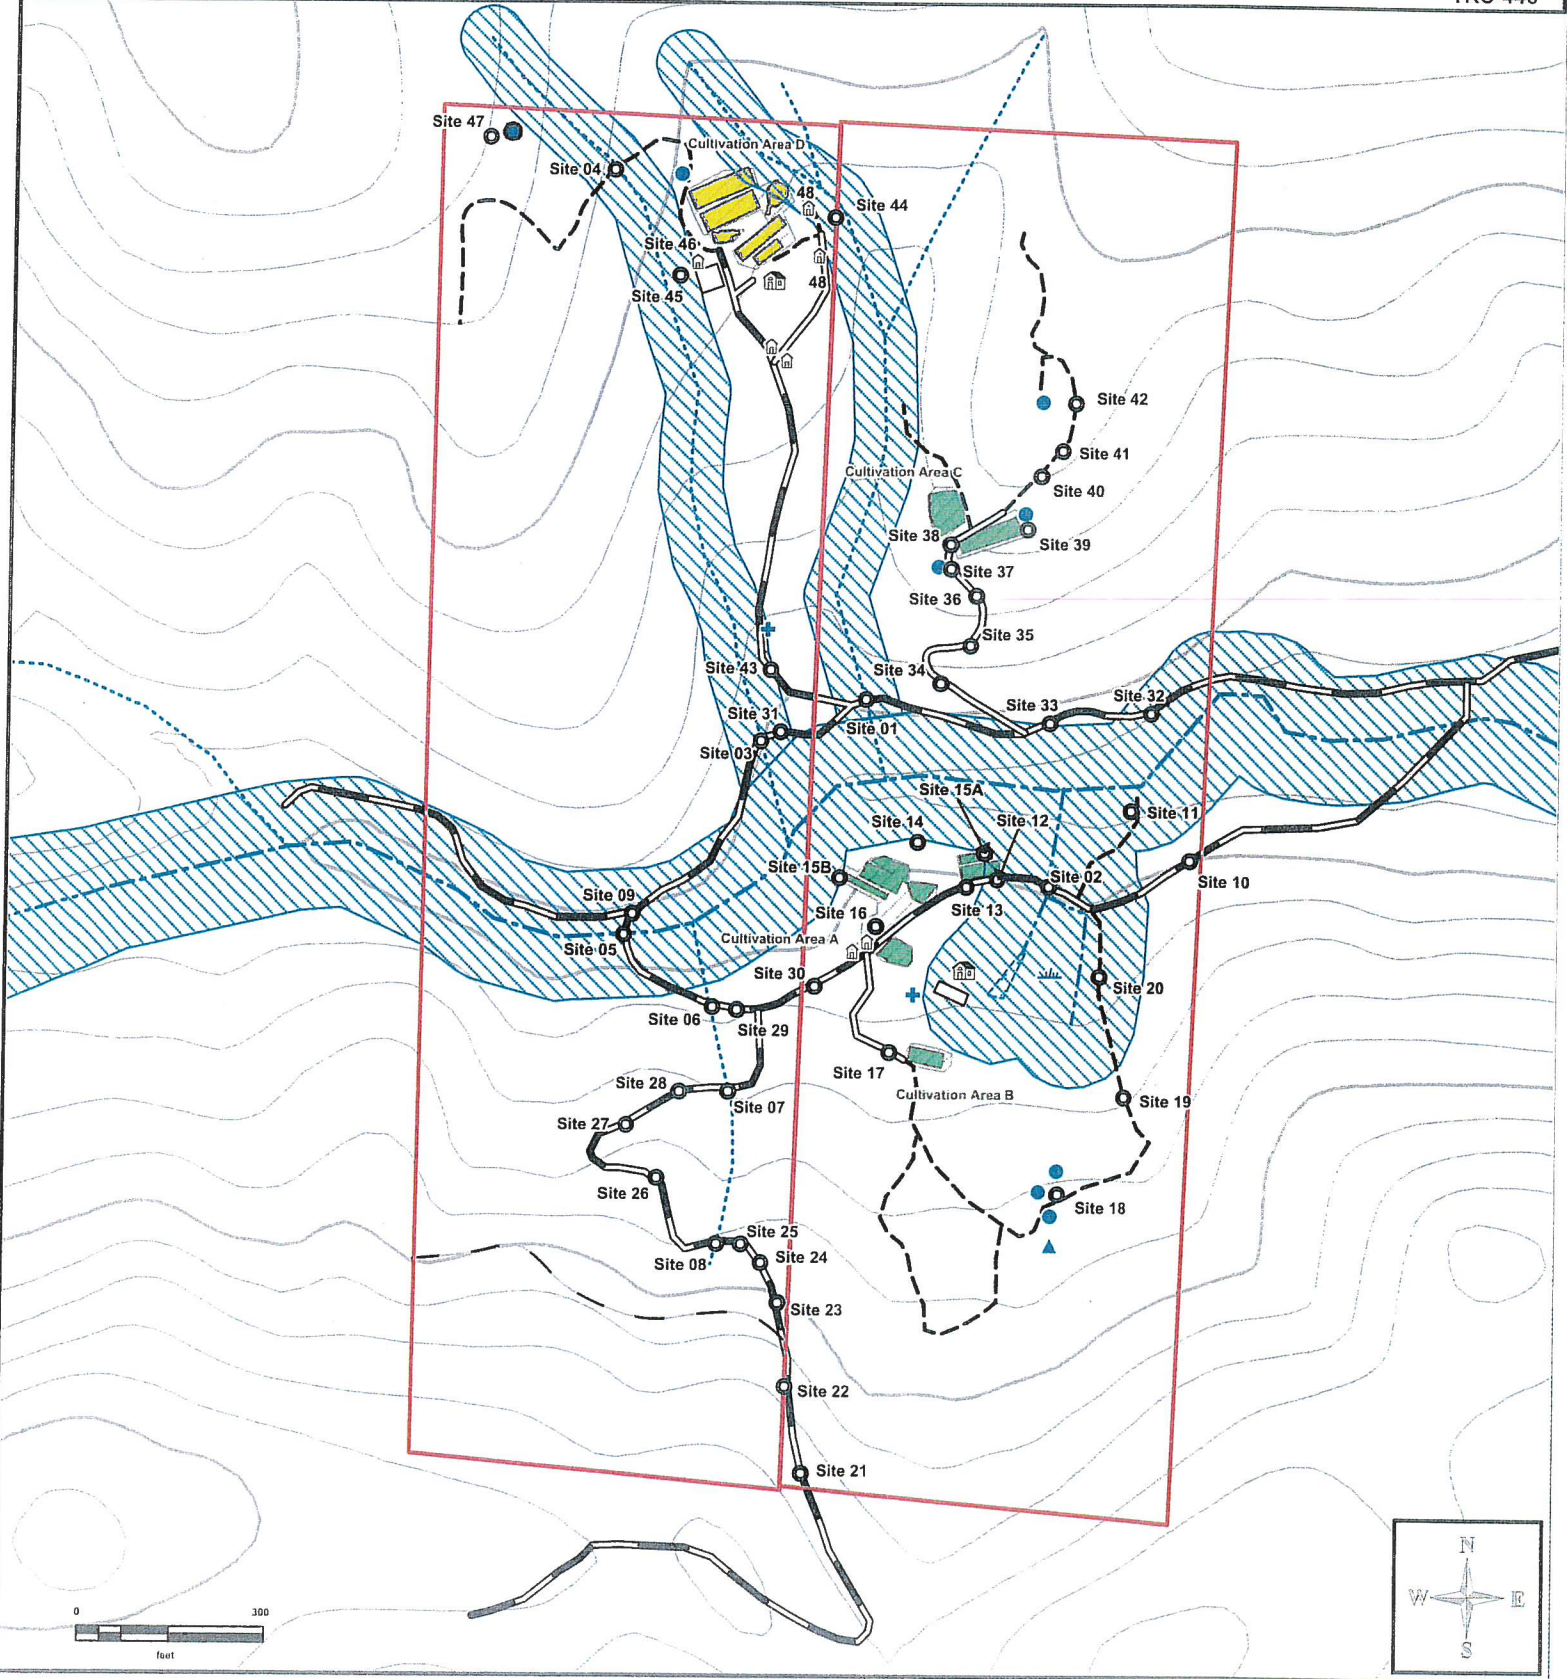 Site 47
Cultivation Area D
Site 04
48
Site 44
Site 46
48
Site 45
Site 42
Site 41
Cultivation Area C
Site 40
Site 38
Site 39
Site 37
Site 36
Site 35
Site 43
Site 34
Site 32
Site 33
Site 31
Site 01
Site 03
Site 15A
Site 14
Site 12
Site 11
Site 15B
Site 02
Site 10
Site 09
Site 13
Site 16
Site 05
Cultivation Area A
Site 30
Site 20
Site 06
Site 29
Site 17
Site 28
Cultivation Area B
Site 07
Site 19
Site 27
Site 26
Site 18
Site 25
Site 08
Site 24
Site 23
Site 22
Site 21
N
W E
S
0 300
feet